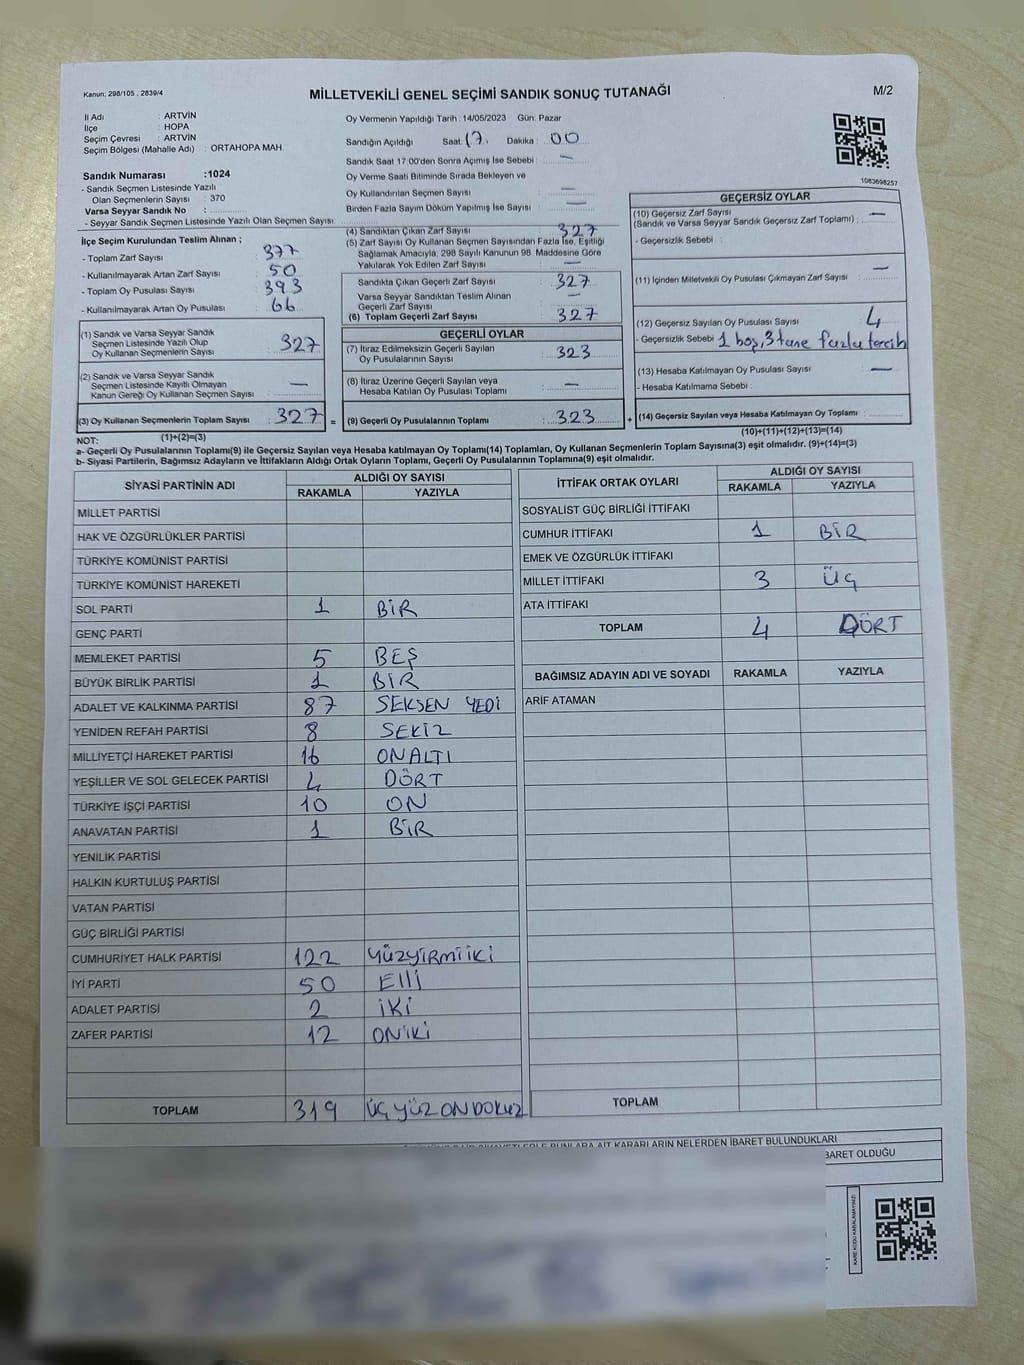 Kanun: 298/105 , 2839/4
MİLLETVEKİLİ GENEL SEÇİMİ SANDIK SONUÇ TUTANAĞI
M/2
İl Adı : ARTVİN
İlçe : HOPA
Seçim Çevresi : ARTVİN
Seçim Bölgesi (Mahalle Adı) : ORTAHOPA MAH.
Sandık Numarası :1024
- Sandık Seçmen Listesinde Yazılı
Olan Seçmenlerin Sayısı : 370
Varsa Seyyar Sandık No :
- Seyyar Sandık Seçmen Listesinde Yazılı Olan Seçmen Sayısı :
Oy Vermenin Yapıldığı Tarih : 14/05/2023 Gün: Pazar
Sandığın Açıldığı Saat: 17. Dakika : 00
Sandık Saat 17:00'den Sonra Açımış İse Sebebi : —
Oy Verme Saati Bitiminde Sırada Bekleyen ve
Oy Kullandırılan Seçmen Sayısı : —
Birden Fazla Sayım Döküm Yapılmış İse Sayısı : —
1083698257
İlçe Seçim Kurulundan Teslim Alınan ;
- Toplam Zarf Sayısı : 377
- Kullanılmayarak Artan Zarf Sayısı : 50
- Toplam Oy Pusulası Sayısı : 393
- Kullanılmayarak Artan Oy Pusulası : 66
(1) Sandık ve Varsa Seyyar Sandık
Seçmen Listesinde Yazılı Olup
Oy Kullanan Seçmenlerin Sayısı : 327
(2) Sandık ve Varsa Seyyar Sandık
Seçmen Listesinde Kayıtlı Olmayan
Kanun Gereği Oy Kullanan Seçmen Sayısı : —
(3) Oy Kullanan Seçmenlerin Toplam Sayısı : 327 =
(1)+(2)=(3)
(4) Sandıktan Çıkan Zarf Sayısı : 327
(5) Zarf Sayısı Oy Kullanan Seçmen Sayısından Fazla İse, Eşitliği
Sağlamak Amacıyla, 298 Sayılı Kanunun 98. Maddesine Göre
Yakılarak Yok Edilen Zarf Sayısı : —
Sandıkta Çıkan Geçerli Zarf Sayısı : 327
Varsa Seyyar Sandıktan Teslim Alınan
Geçerli Zarf Sayısı : —
(6) Toplam Geçerli Zarf Sayısı : 327
GEÇERLİ OYLAR
(7) İtiraz Edilmeksizin Geçerli Sayılan
Oy Pusulalarının Sayısı : 323
(8) İtiraz Üzerine Geçerli Sayılan veya
Hesaba Katılan Oy Pusulası Toplamı : —
(9) Geçerli Oy Pusulalarının Toplamı : 323 +
GEÇERSİZ OYLAR
(10) Geçersiz Zarf Sayısı
(Sandık ve Varsa Seyyar Sandık Geçersiz Zarf Toplamı) : —
- Geçersizlik Sebebi :
(11) İçinden Milletvekili Oy Pusulası Çıkmayan Zarf Sayısı : —
(12) Geçersiz Sayılan Oy Pusulası Sayısı : 4
- Geçersizlik Sebebi : 1 boş, 3 tane fazla tercih
(13) Hesaba Katılmayan Oy Pusulası Sayısı : —
- Hesaba Katılmama Sebebi :
(14) Geçersiz Sayılan veya Hesaba Katılmayan Oy Toplamı :
(10)+(11)+(12)+(13)=(14)
NOT:
a- Geçerli Oy Pusulalarının Toplamı(9) ile Geçersiz Sayılan veya Hesaba katılmayan Oy Toplamı(14) Toplamları, Oy Kullanan Seçmenlerin Toplam Sayısına(3) eşit olmalıdır. (9)+(14)=(3)
b- Siyasi Partilerin, Bağımsız Adayların ve İttifakların Aldığı Ortak Oyların Toplamı, Geçerli Oy Pusulalarının Toplamına(9) eşit olmalıdır.
SİYASİ PARTİNİN ADI ALDIĞI OY SAYISI
RAKAMLA YAZIYLA
MİLLET PARTİSİ
HAK VE ÖZGÜRLÜKLER PARTİSİ
TÜRKİYE KOMÜNİST PARTİSİ
TÜRKİYE KOMÜNİST HAREKETİ
SOL PARTİ 1 BİR
GENÇ PARTİ
MEMLEKET PARTİSİ 5 BEŞ
BÜYÜK BİRLİK PARTİSİ 1 BİR
ADALET VE KALKINMA PARTİSİ 87 SEKSEN YEDİ
YENİDEN REFAH PARTİSİ 8 SEKİZ
MİLLİYETÇİ HAREKET PARTİSİ 16 ONALTI
YEŞİLLER VE SOL GELECEK PARTİSİ 4 DÖRT
TÜRKİYE İŞÇİ PARTİSİ 10 ON
ANAVATAN PARTİSİ 1 BİR
YENİLİK PARTİSİ
HALKIN KURTULUŞ PARTİSİ
VATAN PARTİSİ
GÜÇ BİRLİĞİ PARTİSİ
CUMHURİYET HALK PARTİSİ 122 YÜZYİRMİİKİ
İYİ PARTİ 50 Elli
ADALET PARTİSİ 2 İKİ
ZAFER PARTİSİ 12 ONİKİ
TOPLAM 319 ÜÇYÜZONDOKUZ
İTTİFAK ORTAK OYLARI ALDIĞI OY SAYISI
RAKAMLA YAZIYLA
SOSYALİST GÜÇ BİRLİĞİ İTTİFAKI
CUMHUR İTTİFAKI 1 BİR
EMEK VE ÖZGÜRLÜK İTTİFAKI
MİLLET İTTİFAKI 3 ÜÇ
ATA İTTİFAKI
TOPLAM 4 DÖRT
BAĞIMSIZ ADAYIN ADI VE SOYADI RAKAMLA YAZIYLA
ARİF ATAMAN
TOPLAM
BUNLARA AİT KARARLARIN NELERDEN İBARET BULUNDUKLARI
BARET OLDUĞU